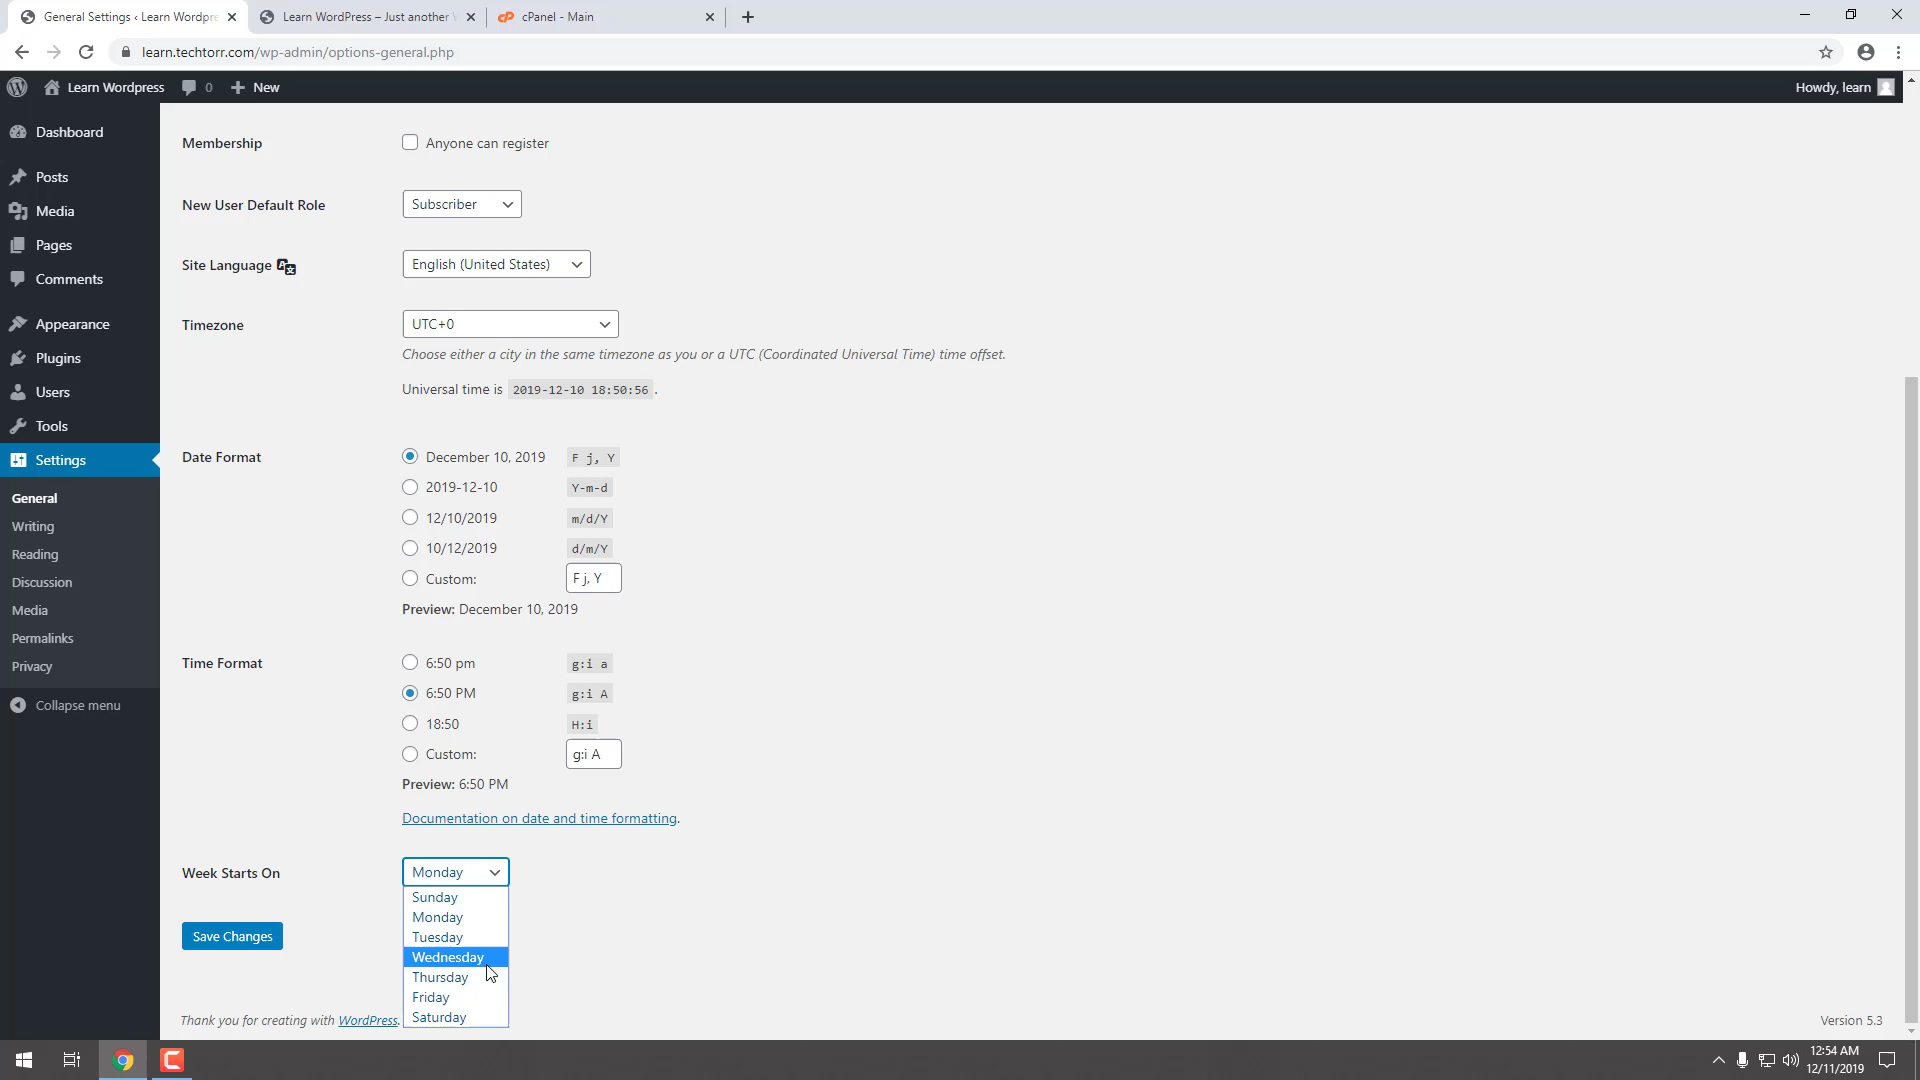 General Settings ‹ Learn Wordpre
Learn WordPress – Just another
cPanel - Main
learn.techtorr.com/wp-admin/options-general.php
Learn Wordpress
0
New
Howdy, learn
Dashboard
Posts
Media
Pages
Comments
Appearance
Plugins
Users
Tools
Settings
General
Writing
Reading
Discussion
Media
Permalinks
Privacy
Collapse menu
Membership
Anyone can register
New User Default Role
Subscriber
Site Language
English (United States)
Timezone
UTC+0
Choose either a city in the same timezone as you or a UTC (Coordinated Universal Time) time offset.
Universal time is 2019-12-10 18:50:56 .
Date Format
December 10, 2019 F j, Y
2019-12-10 Y-m-d
12/10/2019 m/d/Y
10/12/2019 d/m/Y
Custom: F j, Y
Preview: December 10, 2019
Time Format
6:50 pm g:i a
6:50 PM g:i A
18:50 H:i
Custom: g:i A
Preview: 6:50 PM
Documentation on date and time formatting.
Week Starts On
Monday
Sunday
Monday
Tuesday
Wednesday
Thursday
Friday
Saturday
Save Changes
Thank you for creating with WordPress.
Version 5.3
12:54 AM
12/11/2019